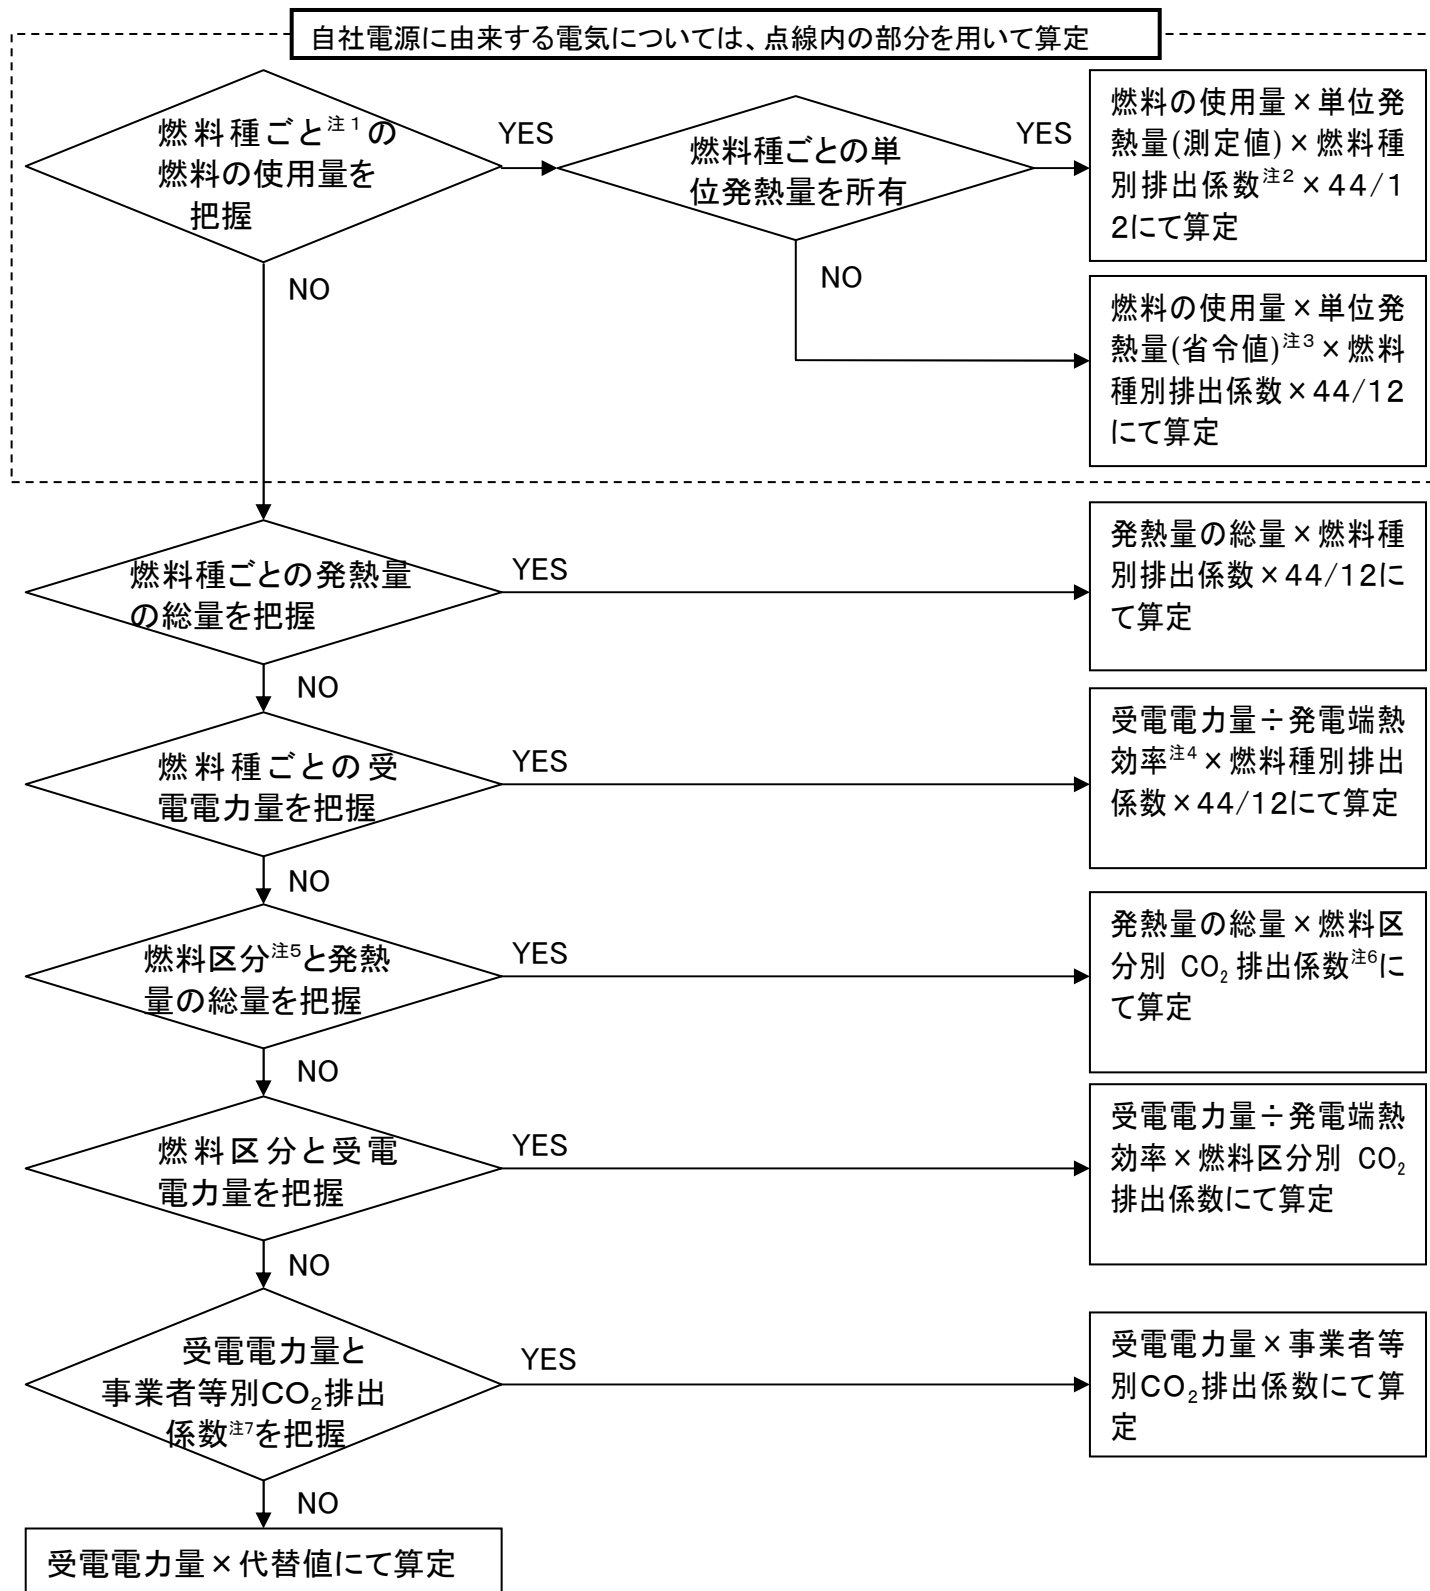 自社電源に由来する電気については、点線内の部分を用いて算定
燃料種ごと注１の
燃料の使用量を
把握
YES
燃料種ごとの単
位発熱量を所有
YES
燃料の使用量×単位発
熱量(測定値)×燃料種
別排出係数注2×44/1
2にて算定
NO
NO
燃料の使用量×単位発
熱量(省令値)注3×燃料
種別排出係数×44/12
にて算定
燃料種ごとの発熱量
の総量を把握
YES
発熱量の総量×燃料種
別排出係数×44/12に
て算定
NO
燃料種ごとの受
電電力量を把握
YES
受電電力量÷発電端熱
効率注4×燃料種別排出
係数×44/12にて算定
NO
燃料区分注5と発熱
量の総量を把握
YES
発熱量の総量×燃料区
分別 CO₂ 排出係数注6に
て算定
NO
燃料区分と受電
電力量を把握
YES
受電電力量÷発電端熱
効率×燃料区分別 CO₂
排出係数にて算定
NO
受電電力量と
事業者等別CO₂排出
係数注7を把握
YES
受電電力量×事業者等
別CO₂排出係数にて算
定
NO
受電電力量×代替値にて算定